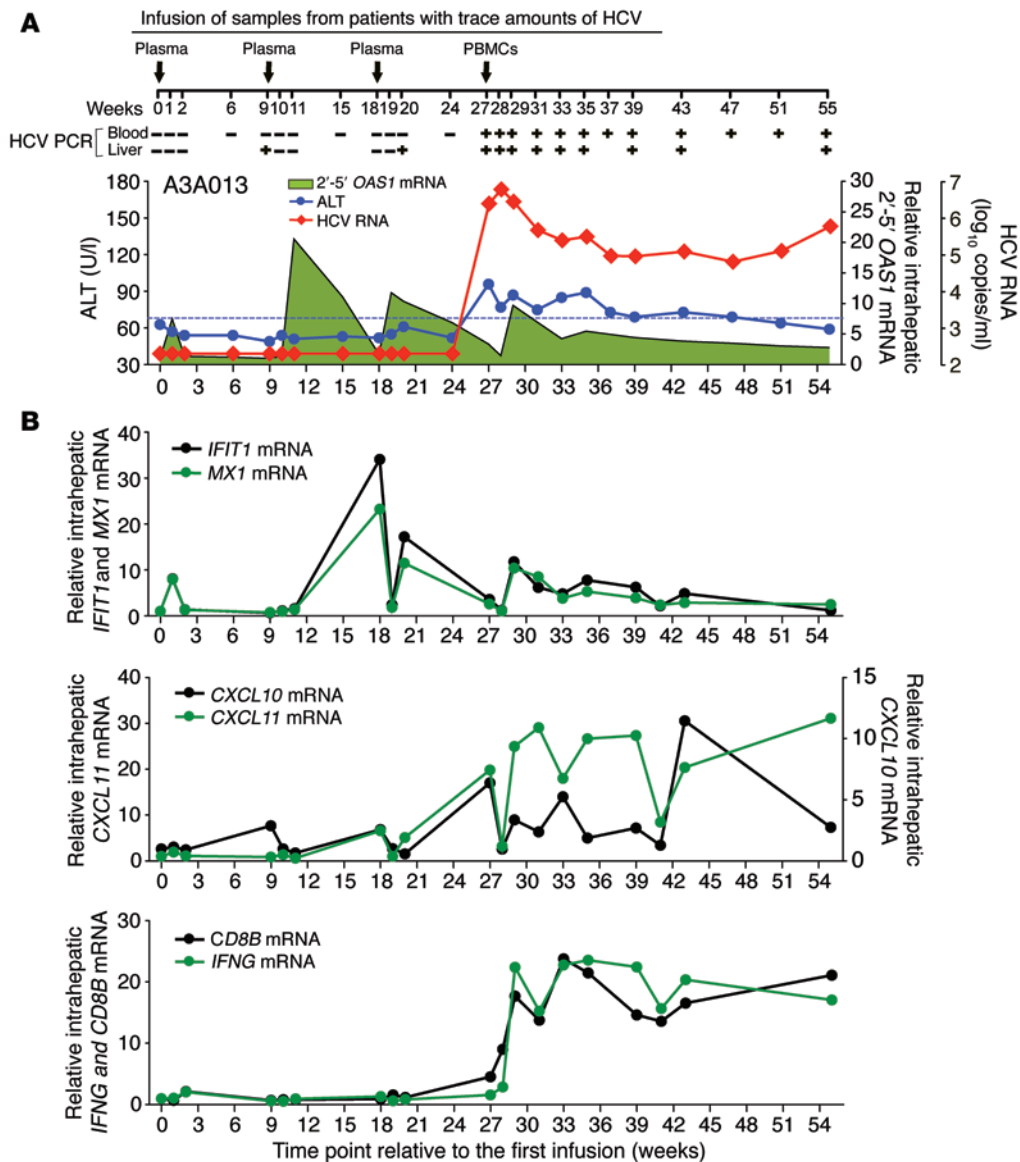 A
Infusion of samples from patients with trace amounts of HCV
Plasma Plasma Plasma PBMCs
Weeks 0 1 2 6 9 10 11 15 18 19 20 24 27 28 29 31 33 35 37 39 43 47 51 55
HCV PCR
Blood − − − − − − − − − − − − + + + + + + + + + + + +
Liver − − − + − − − − + + + + + + + + + +
A3A013
2′-5′ OAS1 mRNA
ALT
HCV RNA
ALT (U/l)
180
150
120
90
60
30
Relative intrahepatic
2′-5′ OAS1 mRNA
30
25
20
15
10
5
0
HCV RNA
(log10 copies/ml)
7
6
5
4
3
2
0 3 6 9 12 15 18 21 24 27 30 33 36 39 42 45 48 51 54
B
Relative intrahepatic
IFIT1 and MX1 mRNA
IFIT1 mRNA
MX1 mRNA
40
30
20
10
0
0 3 6 9 12 15 18 21 24 27 30 33 36 39 42 45 48 51 54
Relative intrahepatic
CXCL11 mRNA
CXCL10 mRNA
CXCL11 mRNA
40
30
20
10
0
Relative intrahepatic
CXCL10 mRNA
15
10
5
0
0 3 6 9 12 15 18 21 24 27 30 33 36 39 42 45 48 51 54
Relative intrahepatic
IFNG and CD8B mRNA
CD8B mRNA
IFNG mRNA
30
20
10
0
0 3 6 9 12 15 18 21 24 27 30 33 36 39 42 45 48 51 54
Time point relative to the first infusion (weeks)